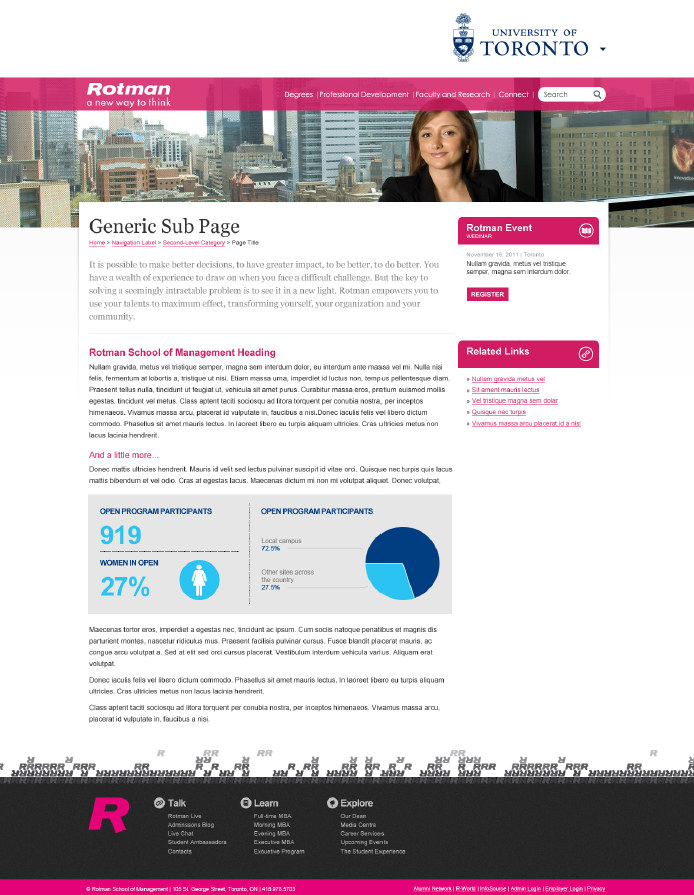 UNIVERSITY OF
TORONTO
Rotman
a new way to think
Degrees | Professional Development | Faculty and Research | Connect |
Search
Generic Sub Page
Home > Navigation Label > Second-Level Category > Page Title
It is possible to make better decisions, to have greater impact, to be better, to do better. You
have a wealth of experience to draw on when you face a difficult challenge. But the key to
solving a seemingly intractable problem is to see it in a new light. Rotman empowers you to
use your talents to maximum effect, transforming yourself, your organization and your
community.
Rotman School of Management Heading
Nullam gravida, metus vel tristique semper, magna sem interdum dolor, eu interdum ante massa vel mi. Nulla nisi
felis, fermentum at lobortis a, tristique ut nisi. Etiam massa urna, imperdiet id luctus non, tempus pellentesque diam.
Praesent tellus nulla, tincidunt ut feugiat ut, vehicula sit amet purus. Curabitur massa eros, pretium euismod mollis
egestas, tincidunt vel metus. Class aptent taciti sociosqu ad litora torquent per conubia nostra, per inceptos
himenaeos. Vivamus massa arcu, placerat id vulputate in, faucibus a nisi.Donec iaculis felis vel libero dictum
commodo. Phasellus sit amet mauris lectus. In laoreet libero eu turpis aliquam ultricies. Cras ultricies metus non
lacus lacinia hendrerit.
And a little more...
Donec mattis ultricies hendrerit. Mauris id velit sed lectus pulvinar suscipit id vitae orci. Quisque nec turpis quis lacus
mattis bibendum et vel odio. Cras at egestas lacus. Maecenas dictum mi non mi volutpat aliquet. Donec volutpat,
OPEN PROGRAM PARTICIPANTS
919
WOMEN IN OPEN
27%
OPEN PROGRAM PARTICIPANTS
Local campus
72.5%
Other sites across
the country
27.5%
Maecenas tortor eros, imperdiet a egestas nec, tincidunt ac ipsum. Cum sociis natoque penatibus et magnis dis
parturient montes, nascetur ridiculus mus. Praesent facilisis pulvinar cursus. Fusce blandit placerat mauris, ac
congue arcu volutpat a. Sed at elit sed orci cursus placerat. Vestibulum interdum vehicula varius. Aliquam erat
volutpat.
Donec iaculis felis vel libero dictum commodo. Phasellus sit amet mauris lectus. In laoreet libero eu turpis aliquam
ultricies. Cras ultricies metus non lacus lacinia hendrerit.
Class aptent taciti sociosqu ad litora torquent per conubia nostra, per inceptos himenaeos. Vivamus massa arcu,
placerat id vulputate in, faucibus a nisi.
Rotman Event
WEBINAR
November 16, 2011 | Toronto
Nullam gravida, metus vel tristique
semper, magna sem interdum dolor.
REGISTER
Related Links
» Nullam gravida metus vel
» Sit ament mauris lectus
» Vel tristique magna sem dolar
» Quisque nec turpis
» Vivamus massa arcu placerat id a nisi
R
Talk
Rotman Live
Adminssons Blog
Live Chat
Student Ambassadors
Contacts
Learn
Full-time MBA
Morning MBA
Evening MBA
Executive MBA
Executive Program
Explore
Our Dean
Media Centre
Career Services
Upcoming Events
The Student Experience
© Rotman School of Management | 105 St. George Street, Toronto, ON | 416.978.5703
Alumni Network | R-World | InfoSource | Admin Login | Employer Login | Privacy